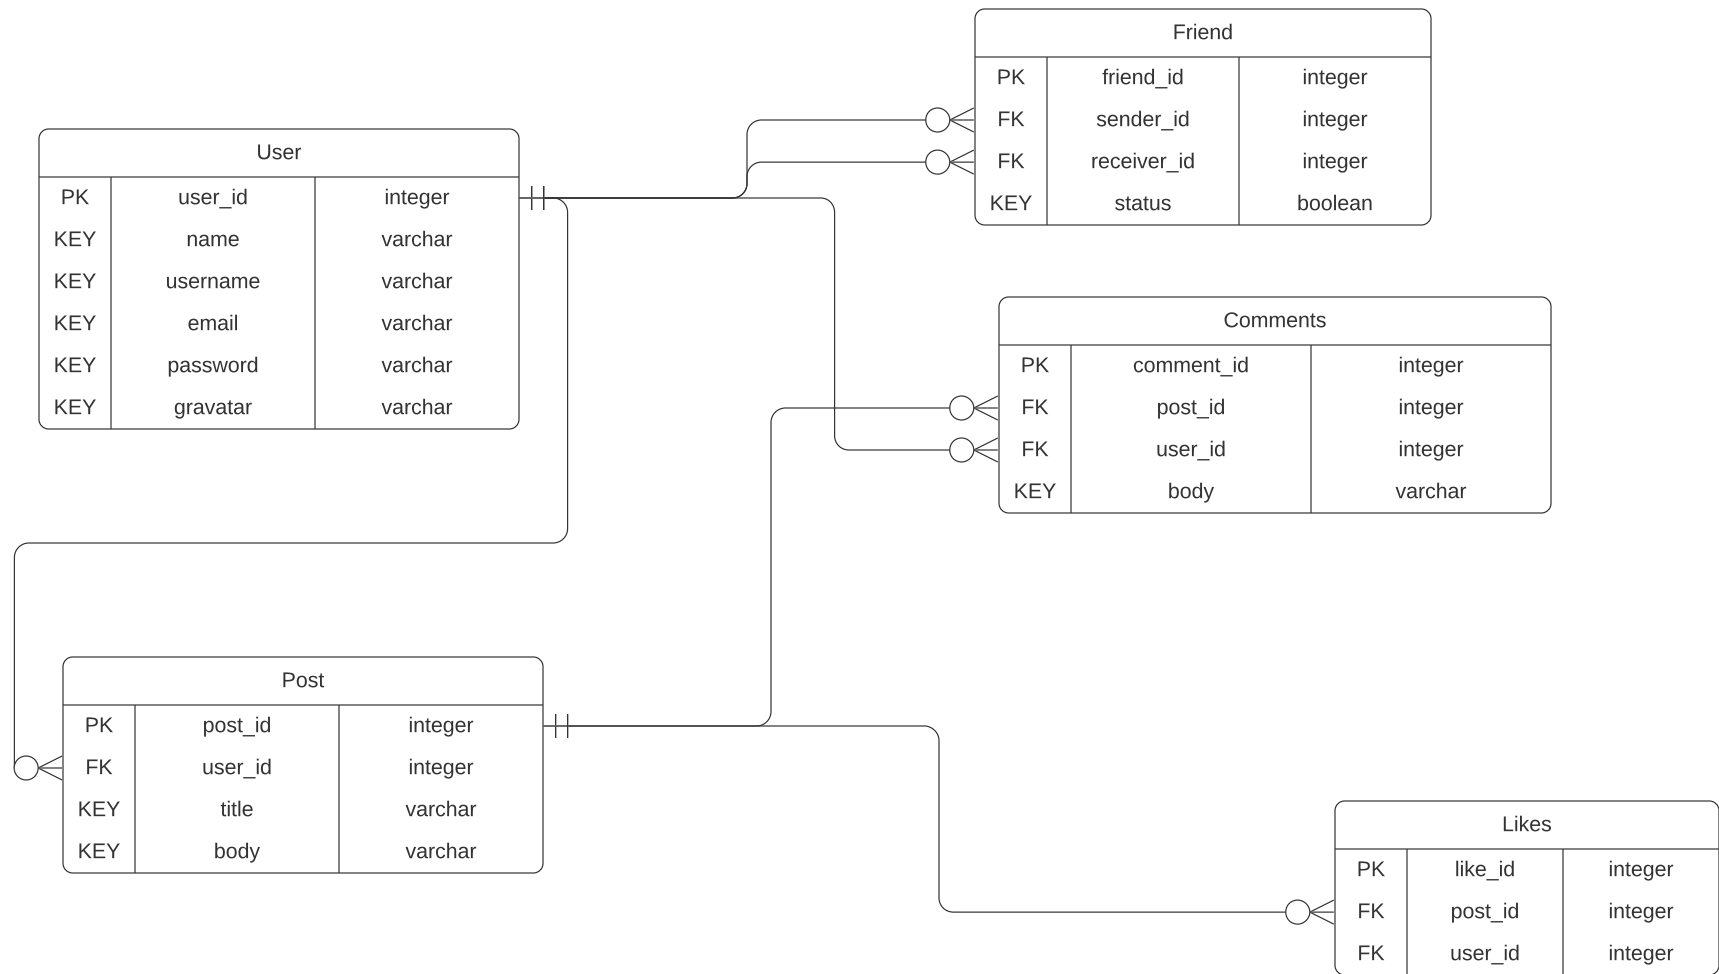 User
PK user_id integer
KEY name varchar
KEY username varchar
KEY email varchar
KEY password varchar
KEY gravatar varchar
Friend
PK friend_id integer
FK sender_id integer
FK receiver_id integer
KEY status boolean
Comments
PK comment_id integer
FK post_id integer
FK user_id integer
KEY body varchar
Post
PK post_id integer
FK user_id integer
KEY title varchar
KEY body varchar
Likes
PK like_id integer
FK post_id integer
FK user_id integer